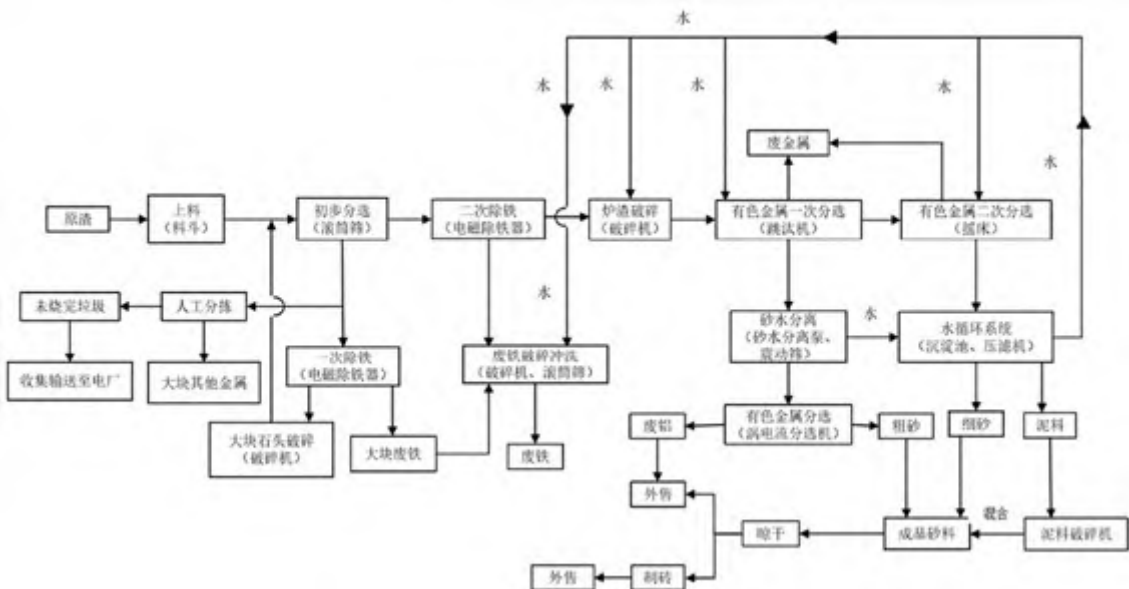 水
水
水
水
水
水
废金属
原渣
上料
(料斗)
初步分选
(滚筒筛)
二次除铁
(电磁除铁器)
炉渣破碎
(破碎机)
有色金属一次分选
(跳汰机)
有色金属二次分选
(摇床)
水
未烧完垃圾
人工分拣
砂水分离
(砂水分离泵、
震动筛)
水
水循环系统
(沉淀池、压滤机)
收集输送至电厂
大块其他金属
一次除铁
(电磁除铁器)
废铁破碎冲洗
(破碎机、滚筒筛)
大块石头破碎
(破碎机)
大块废铁
废铁
废铝
有色金属分选
(涡电流分选机)
粗砂
细砂
泥料
外售
晾干
成品砂料
混合
泥料破碎机
外售
制砖